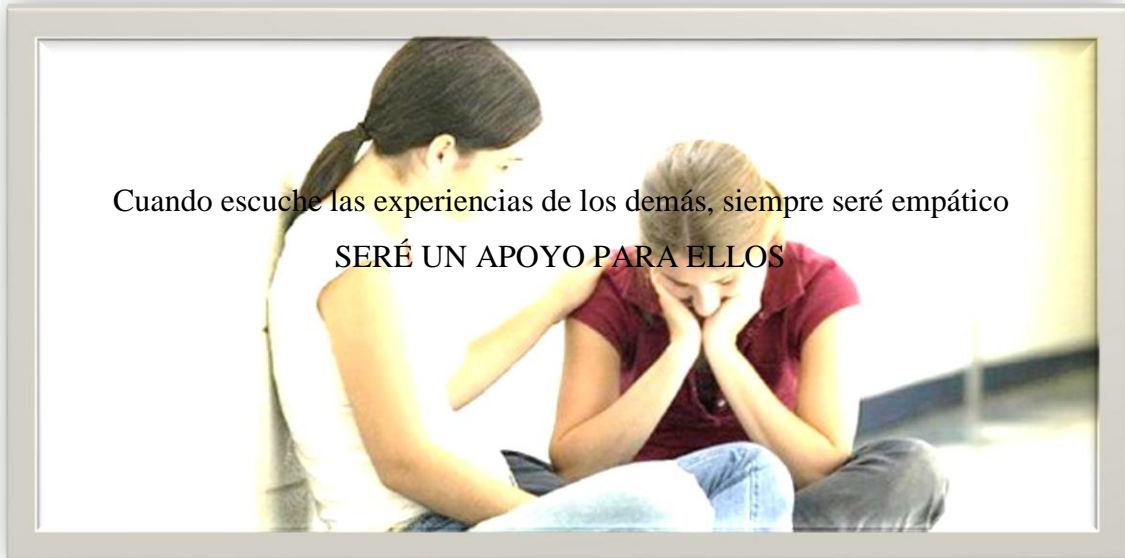 Cuando escuche las experiencias de los demás, siempre seré empático
SERÉ UN APOYO PARA ELLOS